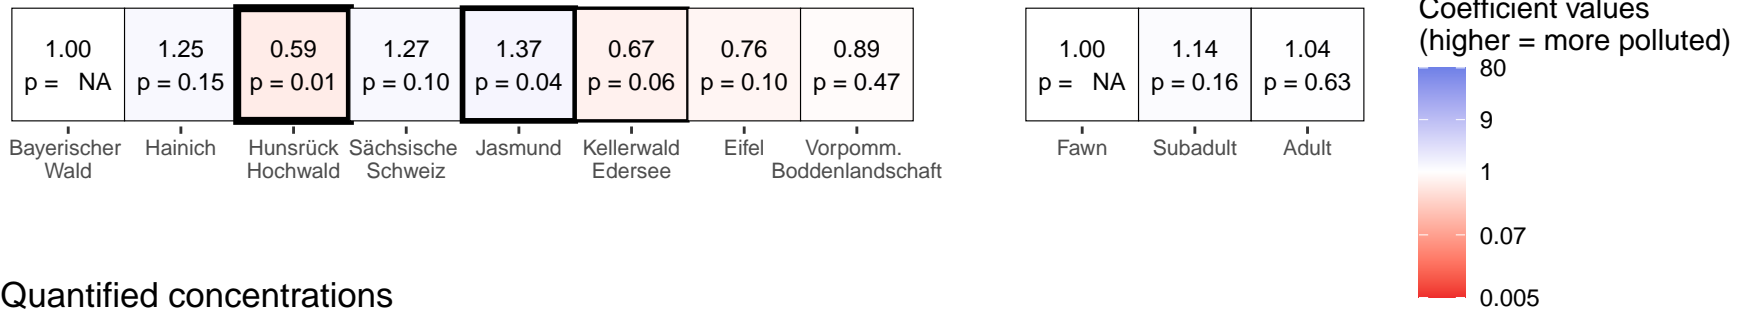 1.00 1.25 0.59 1.27 1.37 0.67 0.76 0.89
p = NA p = 0.15 p = 0.01 p = 0.10 p = 0.04 p = 0.06 p = 0.10 p = 0.47
Bayerischer Hainich Hunsrück Sächsische Jasmund Kellerwald Eifel Vorpomm.
Wald Hochwald Schweiz Edersee Boddenlandschaft
1.00 1.14 1.04
p = NA p = 0.16 p = 0.63
Fawn Subadult Adult
Coefficient values
(higher = more polluted)
80
9
1
0.07
0.005
Quantified concentrations